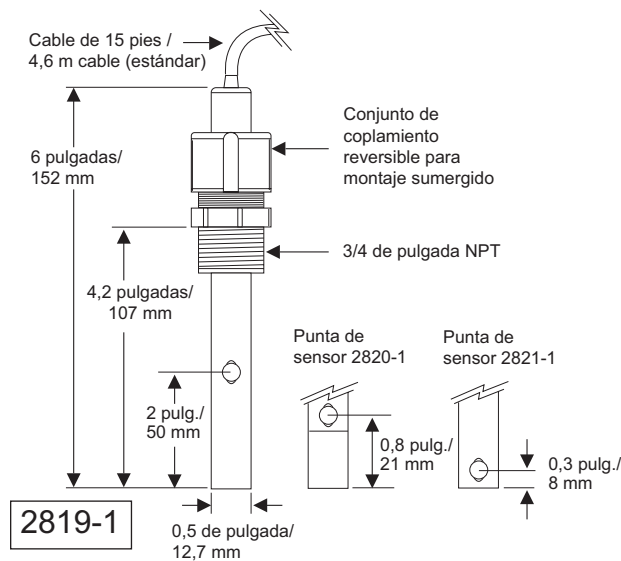 Cable de 15 pies /
4,6 m cable (estándar)
6 pulgadas/
152 mm
Conjunto de
coplamiento
reversible para
montaje sumergido
3/4 de pulgada NPT
4,2 pulgadas/
107 mm
Punta de
sensor 2820-1
Punta de
sensor 2821-1
2 pulg./
50 mm
0,8 pulg./
21 mm
0,3 pulg./
8 mm
2819-1
0,5 de pulgada/
12,7 mm